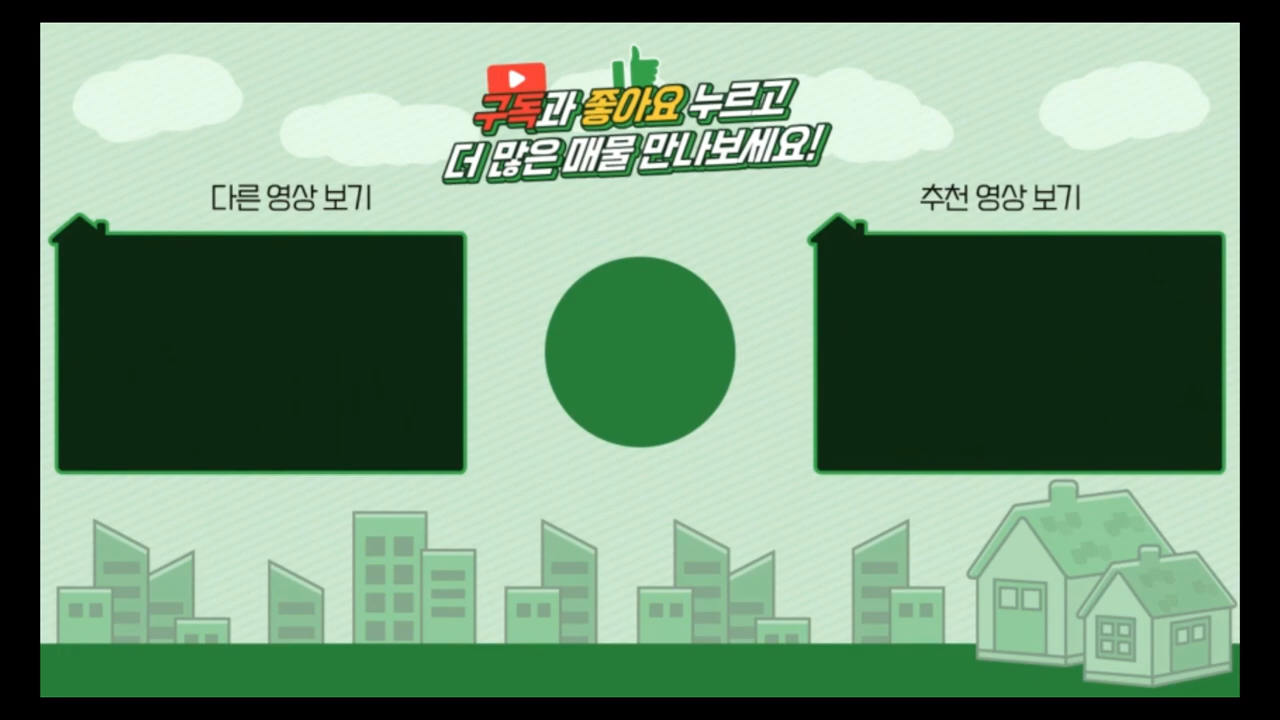 구독과 좋아요 누르고
더 많은 매물 만나보세요!
다른 영상 보기
추천 영상 보기